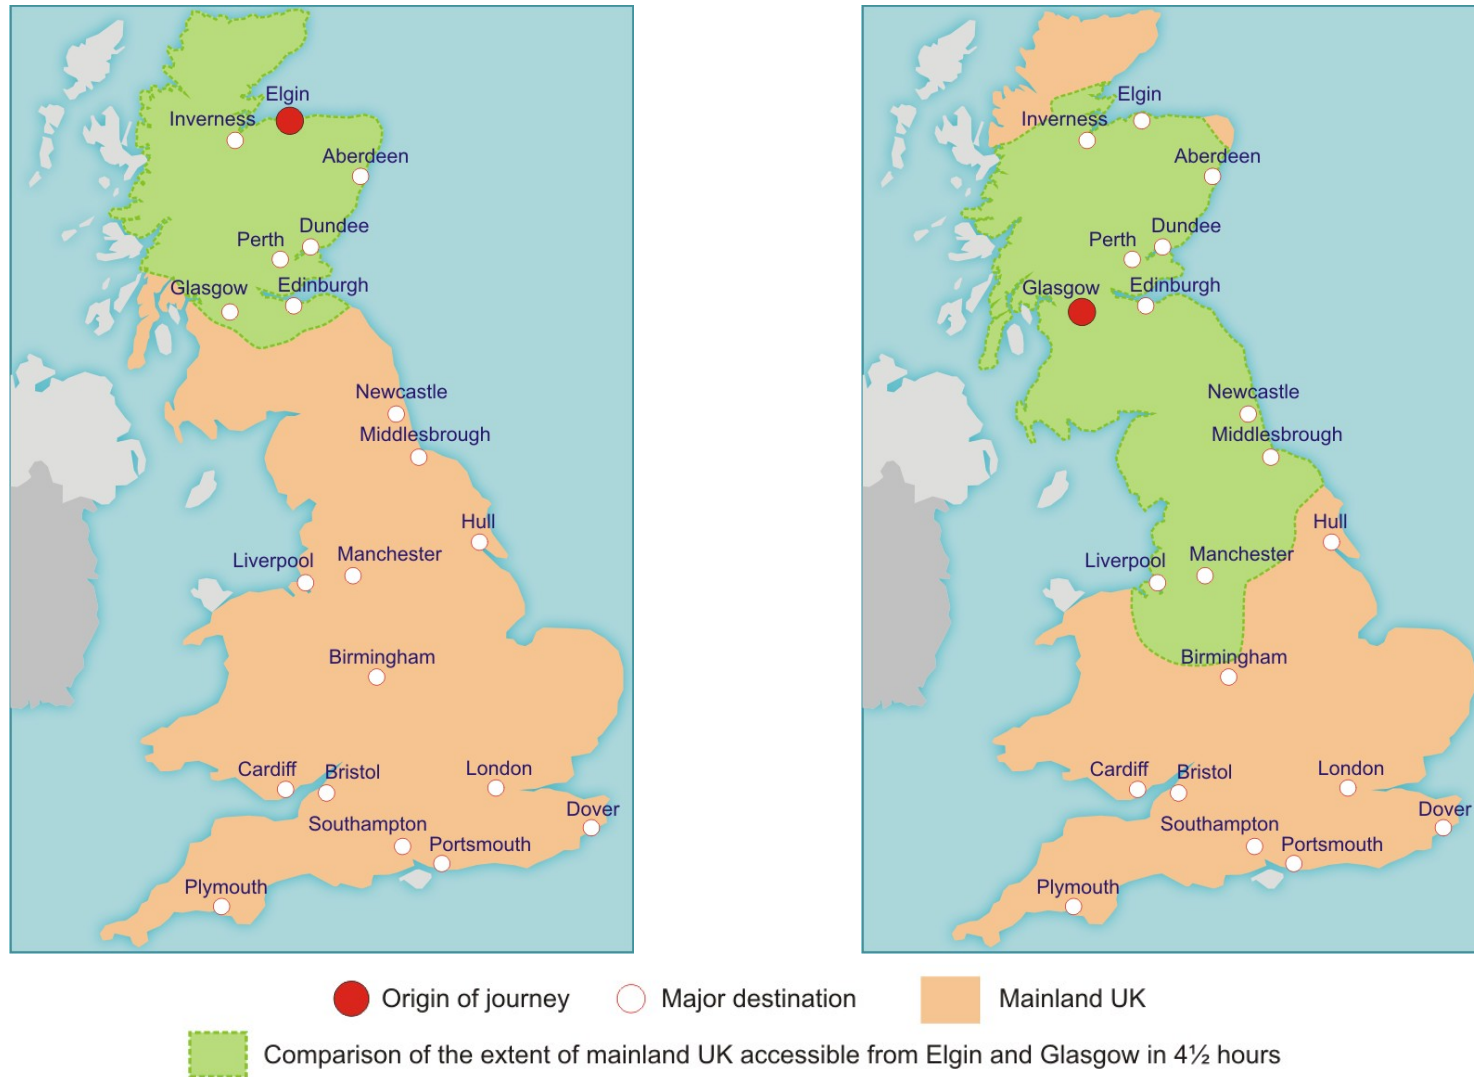 Elgin
Inverness
Aberdeen
Dundee
Perth
Glasgow
Edinburgh
Newcastle
Middlesbrough
Hull
Manchester
Liverpool
Birmingham
Cardiff
Bristol
London
Dover
Southampton
Portsmouth
Plymouth
Elgin
Inverness
Aberdeen
Dundee
Perth
Glasgow
Edinburgh
Newcastle
Middlesbrough
Hull
Manchester
Liverpool
Birmingham
Cardiff
Bristol
London
Dover
Southampton
Portsmouth
Plymouth
Origin of journey
Major destination
Mainland UK
Comparison of the extent of mainland UK accessible from Elgin and Glasgow in 4½ hours